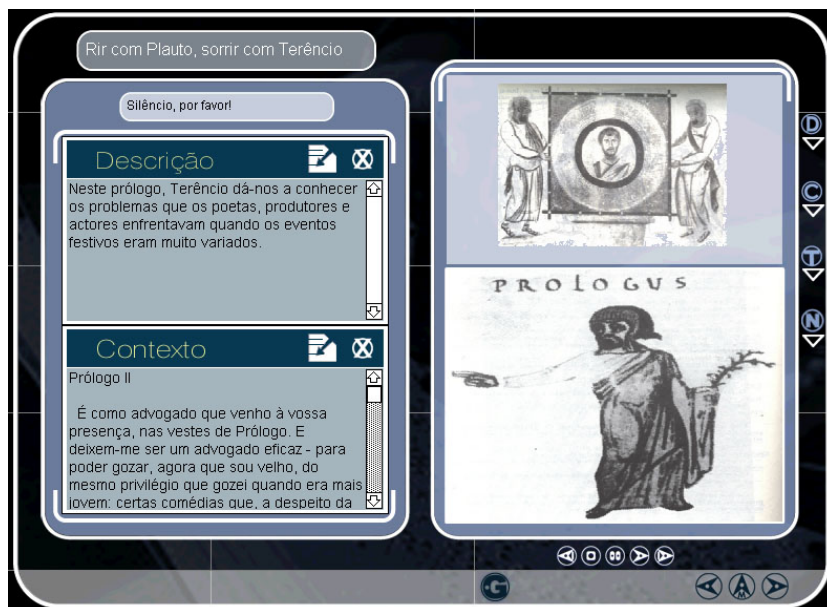 Rir com Plauto, sorrir com Terêncio
Silêncio, por favor!
Descrição
Neste prólogo, Terêncio dá-nos a conhecer
os problemas que os poetas, produtores e
actores enfrentavam quando os eventos
festivos eram muito variados.
Contexto
Prólogo II
É como advogado que venho à vossa
presença, nas vestes de Prólogo. E
deixem-me ser um advogado eficaz - para
poder gozar, agora que sou velho, do
mesmo privilégio que gozei quando era mais
jovem: certas comédias que, a despeito da
PROLOGUS
D
C
T
N
G